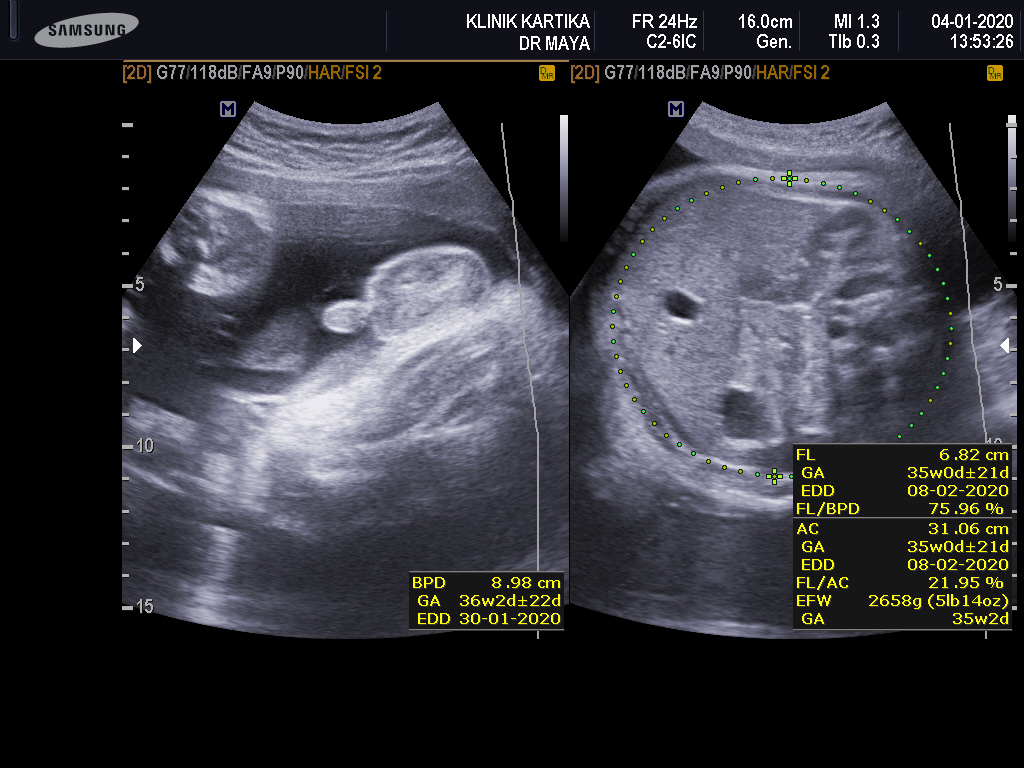 SAMSUNG
KLINIK KARTIKA
DR MAYA
FR 24Hz
C2-6IC
16.0cm
Gen.
MI 1.3
TIb 0.3
04-01-2020
13:53:26
[2D] G77/118dB/FA9/P90/HAR/FSI 2
DMR
M
5
10
15
BPD 8.98 cm
GA 36w2d±22d
EDD 30-01-2020
[2D] G77/118dB/FA9/P90/HAR/FSI 2
DMR
M
5
10
FL 6.82 cm
GA 35w0d±21d
EDD 08-02-2020
FL/BPD 75.96 %
AC 31.06 cm
GA 35w0d±21d
EDD 08-02-2020
FL/AC 21.95 %
EFW 2658g (5lb14oz)
GA 35w2d